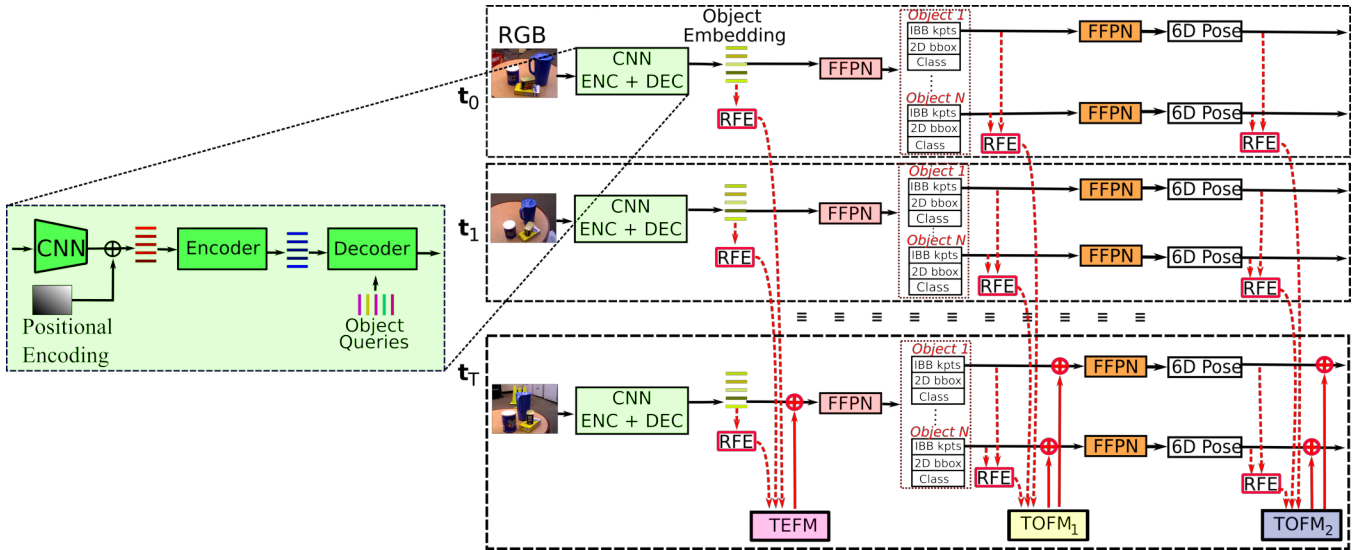 RGB
Object
Embedding
t0
CNN
ENC + DEC
RFE
FFPN
Object 1
IBB kpts
2D bbox
Class
Object N
IBB kpts
2D bbox
Class
RFE
FFPN
6D Pose
FFPN
6D Pose
RFE
t1
CNN
ENC + DEC
RFE
FFPN
Object 1
IBB kpts
2D bbox
Class
Object N
IBB kpts
2D bbox
Class
RFE
FFPN
6D Pose
FFPN
6D Pose
RFE
CNN
Encoder
Decoder
Positional
Encoding
Object
Queries
tT
CNN
ENC + DEC
RFE
FFPN
Object 1
IBB kpts
2D bbox
Class
Object N
IBB kpts
2D bbox
Class
RFE
FFPN
6D Pose
FFPN
6D Pose
RFE
TEFM
TOFM1
TOFM2